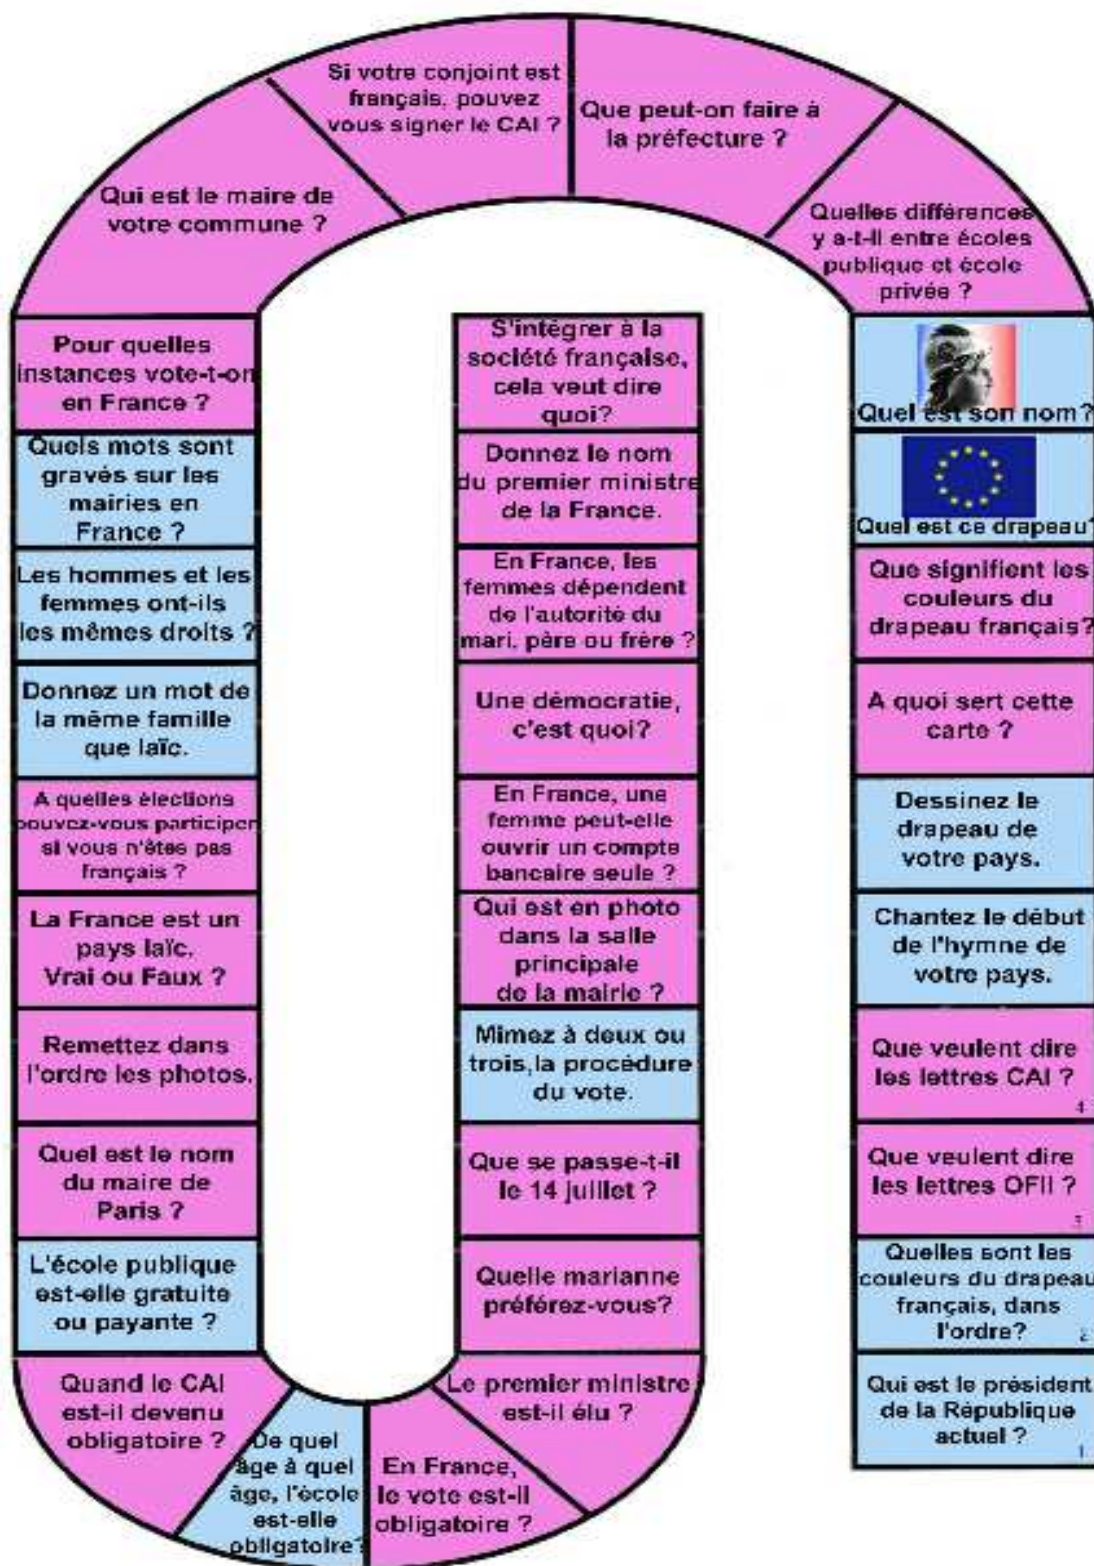 Si votre conjoint est
français, pouvez
vous signer le CAI ?
Que peut-on faire à
la préfecture ?
Qui est le maire de
votre commune ?
Quelles différences
y a-t-il entre écoles
publique et école
privée ?
Pour quelles
instances vote-t-on
en France ?
Quels mots sont
gravés sur les
mairies en
France ?
Les hommes et les
femmes ont-ils
les mêmes droits ?
Donnez un mot de
la même famille
que laïc.
A quelles élections
pouvez-vous participer
si vous n'êtes pas
français ?
La France est un
pays laïc.
Vrai ou Faux ?
Remettez dans
l'ordre les photos.
Quel est le nom
du maire de
Paris ?
L'école publique
est-elle gratuite
ou payante ?
Quand le CAI
est-il devenu
obligatoire ?
De quel
âge à quel
âge, l'école
est-elle
obligatoire?
En France,
le vote est-il
obligatoire ?
Le premier ministre
est-il élu ?
Quelle marianne
préférez-vous?
Que se passe-t-il
le 14 juillet ?
Mimez à deux ou
trois,la procédure
du vote.
Qui est en photo
dans la salle
principale
de la mairie ?
En France, une
femme peut-elle
ouvrir un compte
bancaire seule ?
Une démocratie,
c'est quoi?
En France, les
femmes dépendent
de l'autorité du
mari, père ou frère ?
Donnez le nom
du premier ministre
de la France.
S'intégrer à la
société française,
cela veut dire
quoi?
Quel est son nom?
Quel est ce drapeau?
Que signifient les
couleurs du
drapeau français?
A quoi sert cette
carte ?
Dessinez le
drapeau de
votre pays.
Chantez le début
de l'hymne de
votre pays.
Que veulent dire
les lettres CAI ?
4
Que veulent dire
les lettres OFII ?
3
Quelles sont les
couleurs du drapeau
français, dans
l'ordre?
2
Qui est le président
de la République
actuel ?
1